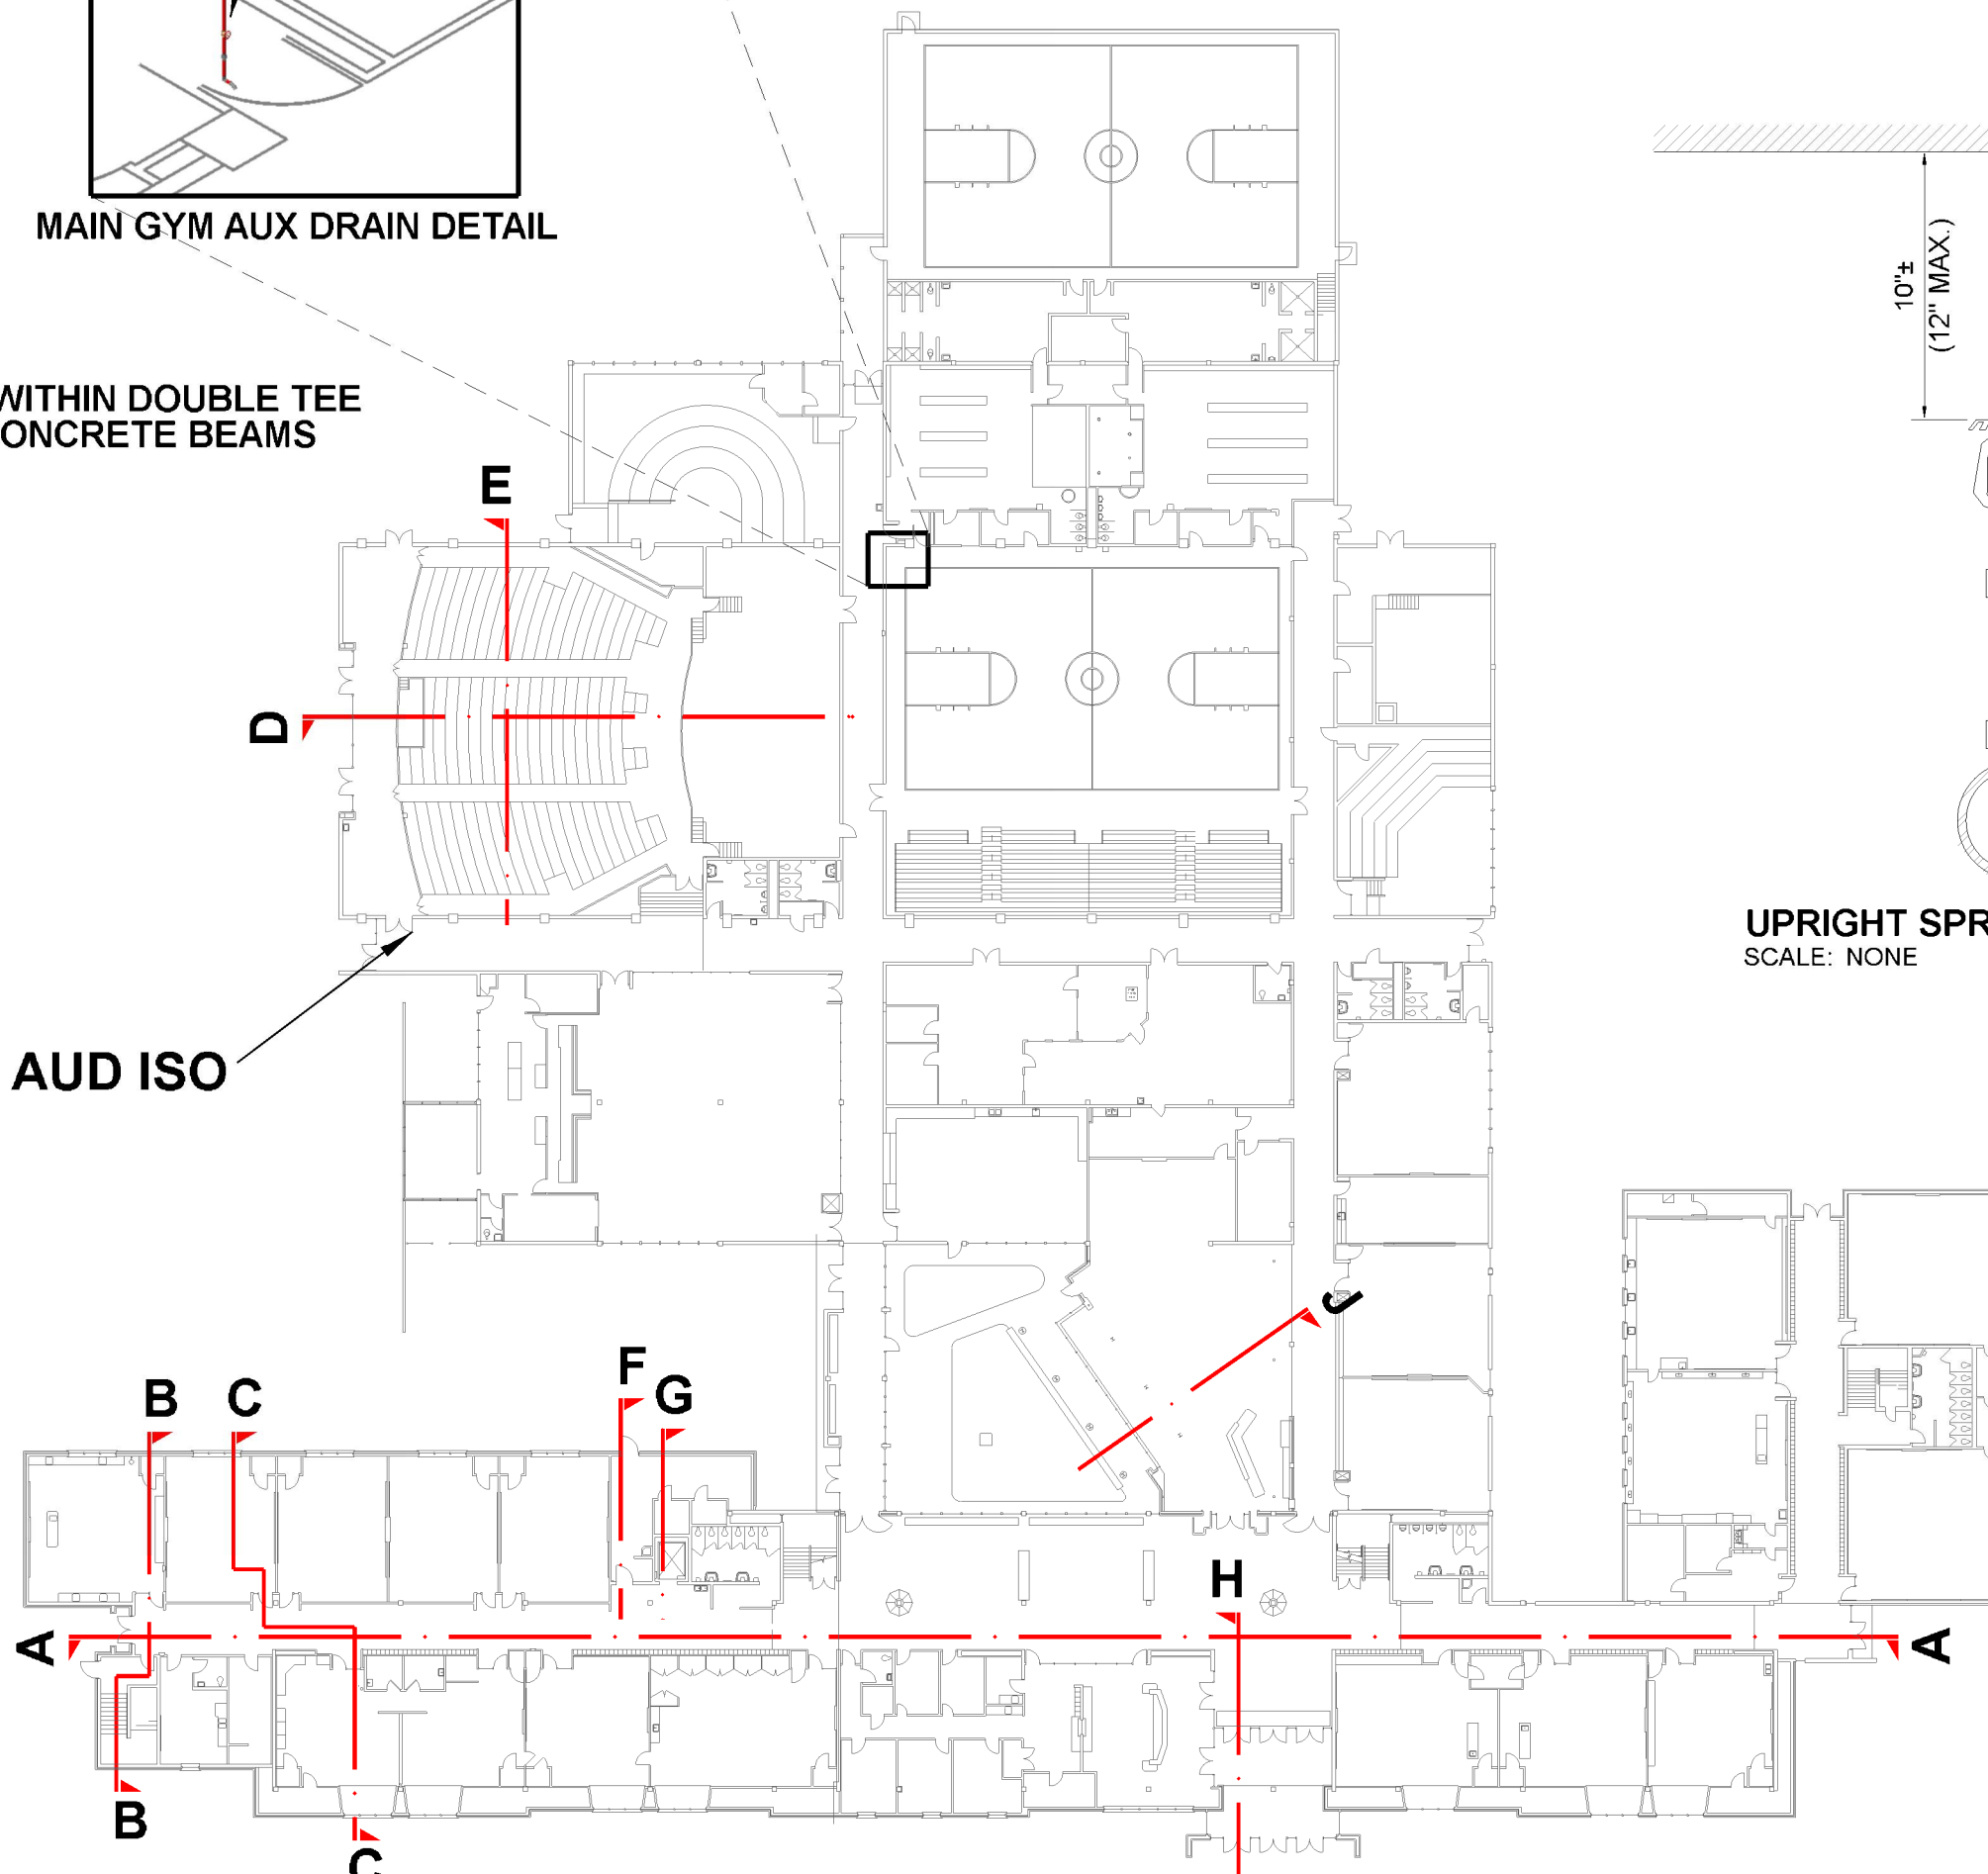 MAIN GYM AUX DRAIN DETAIL
10"±
(12" MAX.)
WITHIN DOUBLE TEE
ONCRETE BEAMS
E
D
UPRIGHT SPR
SCALE: NONE
AUD ISO
J
F
B
C
G
H
A
A
B
C